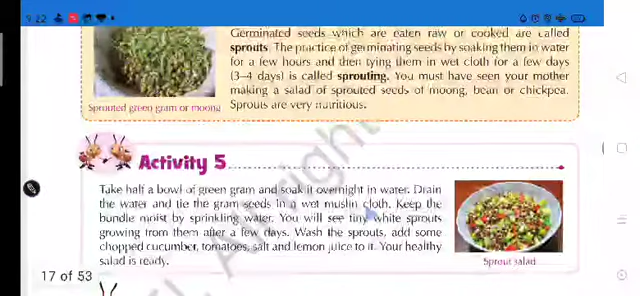 9 22
Germinated seeds which are eaten raw or cooked are called
sprouts. The practice of germinating seeds by soaking them in water
for a few hours and then tying them in wet cloth for a few days
(3–4 days) is called sprouting. You must have seen your mother
making a salad of sprouted seeds of moong, bean or chickpea.
Sprouts are very nutritious.
Sprouted green gram or moong
Activity 5
Take half a bowl of green gram and soak it overnight in water. Drain
the water and tie the gram seeds in a wet muslin cloth. Keep the
bundle moist by sprinkling water. You will see tiny white sprouts
growing from them after a few days. Wash the sprouts, add some
chopped cucumber, tomatoes, salt and lemon juice to it. Your healthy
salad is ready.
Sprout salad
17 of 53
All right